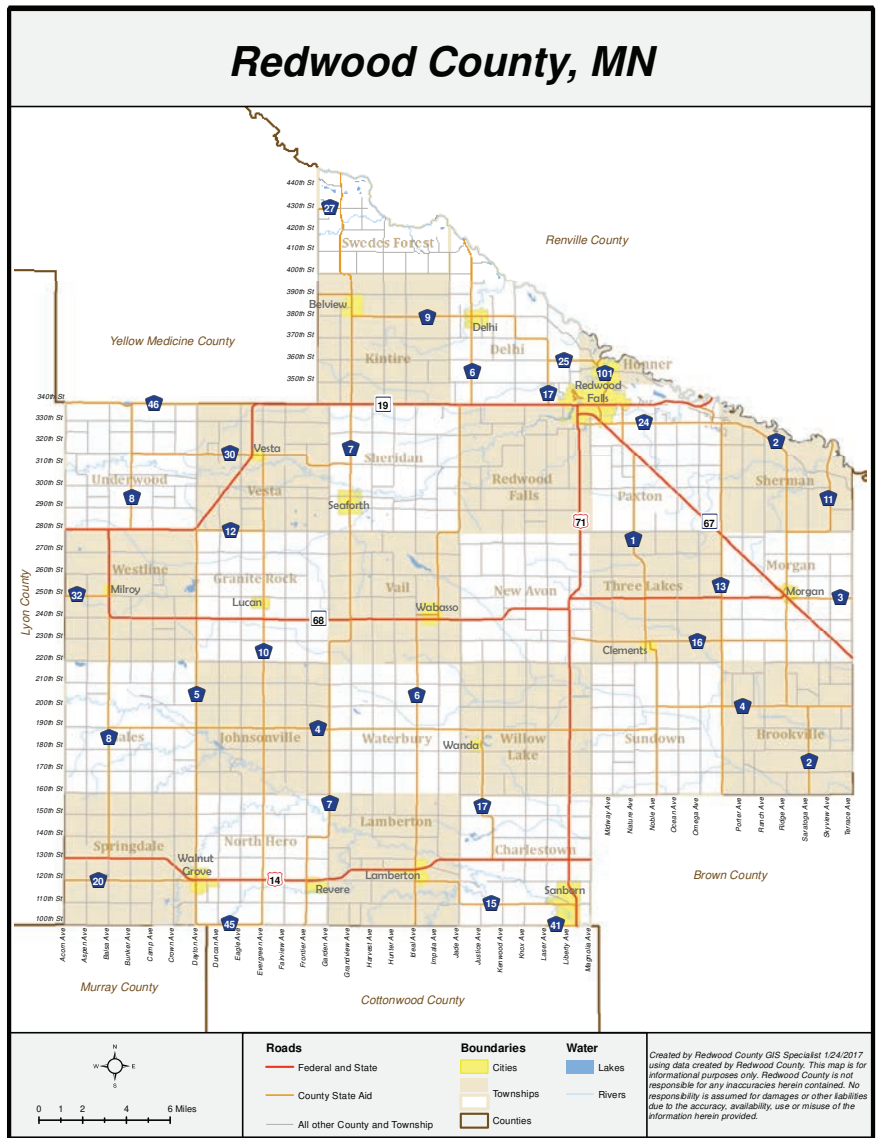 Redwood County, MN
440th St
430th St
27
420th St
Swedes Forest
410th St
Renville County
400th St
390th St
Belview
380th St
9
Delhi
370th St
Yellow Medicine County
Delhi
Kintire
360th St
25
Honner
6
101
350th St
Redwood
Falls
17
340th St
46
19
330th St
24
320th St
2
7
30
Vesta
Sheridan
310th St
Underwood
Redwood
Falls
Sherman
300th St
8
Vesta
Seaforth
Paxton
11
290th St
71
67
280th St
12
1
270th St
Westline
Granite Rock
Vail
New Avon
Three Lakes
Morgan
260th St
13
32
Milroy
Morgan
3
250th St
Lucan
Wabasso
240th St
68
Lyon County
230th St
16
10
Clements
220th St
5
6
4
200th St
190th St
4
8
ales
Johnsonville
Waterbury
Wanda
Willow
Lake
Sundown
Brookville
180th St
2
170th St
160th St
7
17
150th St
Lamberton
140th St
Springdale
North Hero
Charlestown
130th St
Walnut
Grove
20
14
Lamberton
120th St
Revere
Sanborn
15
110th St
100th St
45
41
Midway Ave
Nature Ave
Noble Ave
Ocean Ave
Omega Ave
Porter Ave
Ranch Ave
Ridge Ave
Saratoga Ave
Skyview Ave
Terrace Ave
Brown County
Acorn Ave
Aspen Ave
Balsa Ave
Bunker Ave
Camp Ave
Crown Ave
Dayton Ave
Duncan Ave
Eagle Ave
Evergreen Ave
Fairview Ave
Frontier Ave
Garden Ave
Grandview Ave
Harvest Ave
Hunter Ave
Ideal Ave
Impala Ave
Jade Ave
Justice Ave
Kenwood Ave
Knox Ave
Laser Ave
Liberty Ave
Magnolia Ave
Murray County
Cottonwood County
N
W E
S
0 1 2 4 6 Miles
Roads
Federal and State
County State Aid
All other County and Township
Boundaries
Cities
Townships
Counties
Water
Lakes
Rivers
Created by Redwood County GIS Specialist 1/24/2017
using data created by Redwood County. This map is for
informational purposes only. Redwood County is not
responsible for any inaccuracies herein contained. No
responsibility is assumed for damages or other liabilities
due to the accuracy, availability, use or misuse of the
information herein provided.